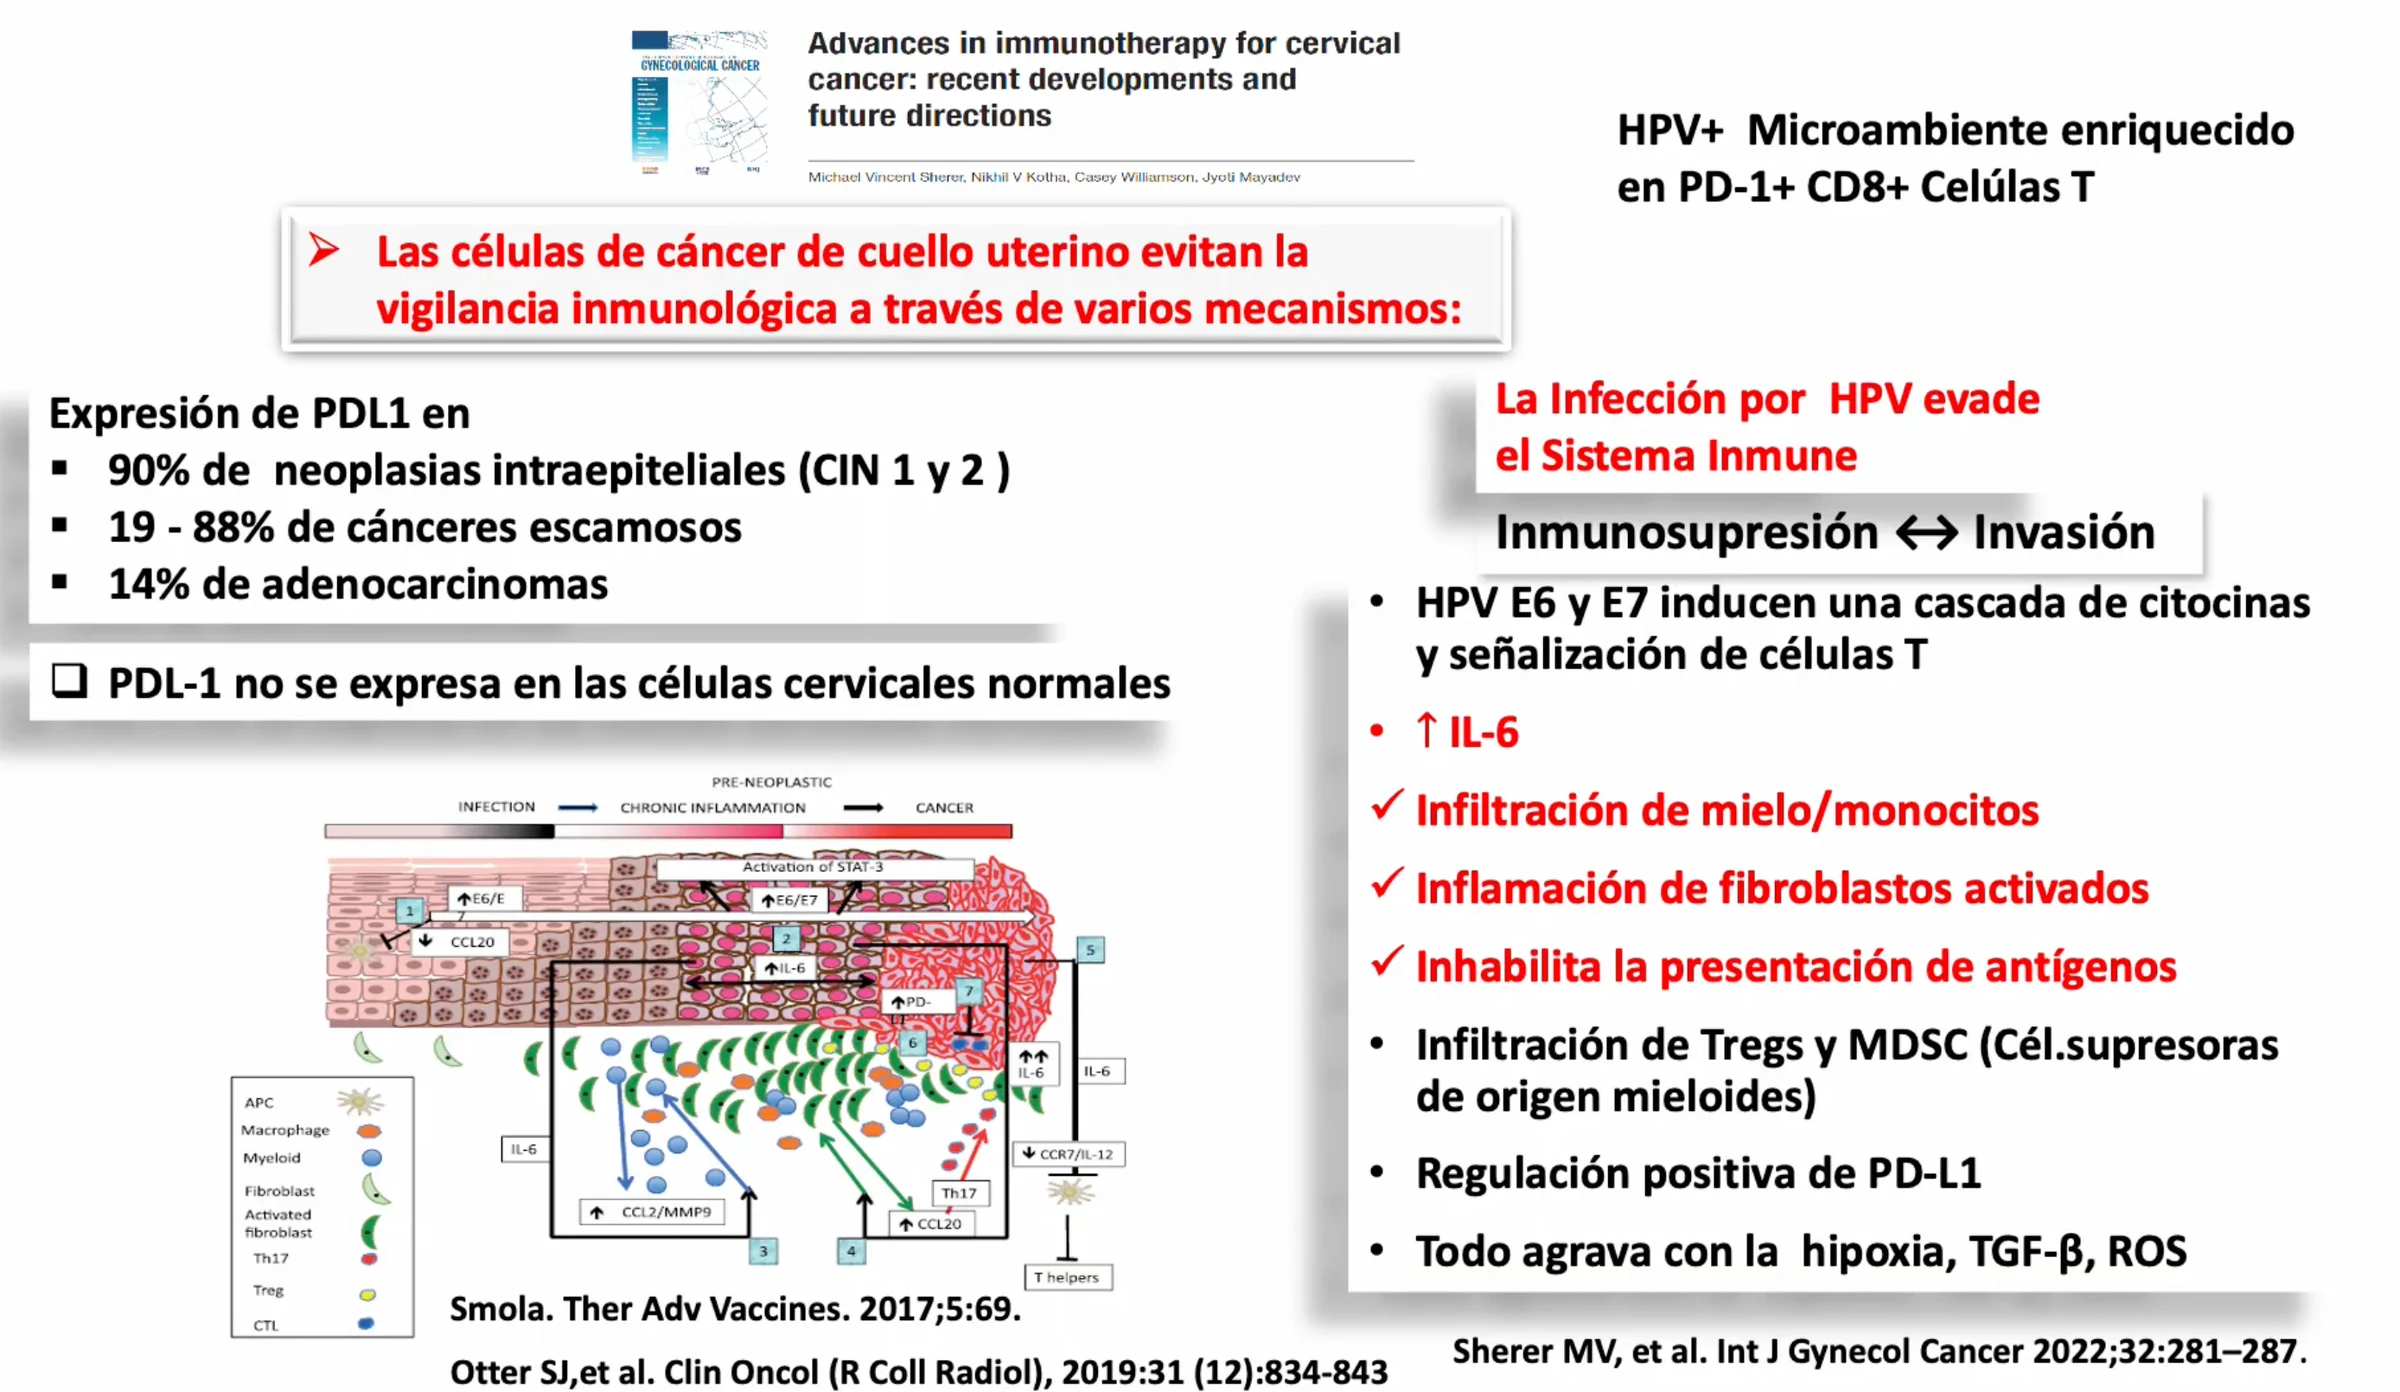 GYNECOLOGICAL CANCER
Advances in immunotherapy for cervical
cancer: recent developments and
future directions
Michael Vincent Sherer, Nikhil V Kotha, Casey Williamson, Jyoti Mayadev
HPV+ Microambiente enriquecido
en PD-1+ CD8+ Celúlas T
➢ Las células de cáncer de cuello uterino evitan la
vigilancia inmunológica a través de varios mecanismos:
Expresión de PDL1 en
▪ 90% de neoplasias intraepiteliales (CIN 1 y 2 )
▪ 19 - 88% de cánceres escamosos
▪ 14% de adenocarcinomas
❑ PDL-1 no se expresa en las células cervicales normales
La Infección por HPV evade
el Sistema Inmune
Inmunosupresión ↔ Invasión
• HPV E6 y E7 inducen una cascada de citocinas
y señalización de células T
• ↑ IL-6
✓ Infiltración de mielo/monocitos
✓ Inflamación de fibroblastos activados
✓ Inhabilita la presentación de antígenos
• Infiltración de Tregs y MDSC (Cél.supresoras
de origen mieloides)
• Regulación positiva de PD-L1
• Todo agrava con la hipoxia, TGF-β, ROS
PRE-NEOPLASTIC
INFECTION → CHRONIC INFLAMMATION → CANCER
Activation of STAT-3
↑E6/E
7
↑E6/E7
1
↓ CCL20
2
↑IL-6
5
↑PD-
7
6
↑↑
IL-6
IL-6
IL-6
↓ CCR7/IL-12
Th17
↑ CCL2/MMP9
↑ CCL20
3
4
T helpers
APC
Macrophage
Myeloid
Fibroblast
Activated
fibroblast
Th17
Treg
CTL
Smola. Ther Adv Vaccines. 2017;5:69.
Otter SJ,et al. Clin Oncol (R Coll Radiol), 2019:31 (12):834-843
Sherer MV, et al. Int J Gynecol Cancer 2022;32:281–287.